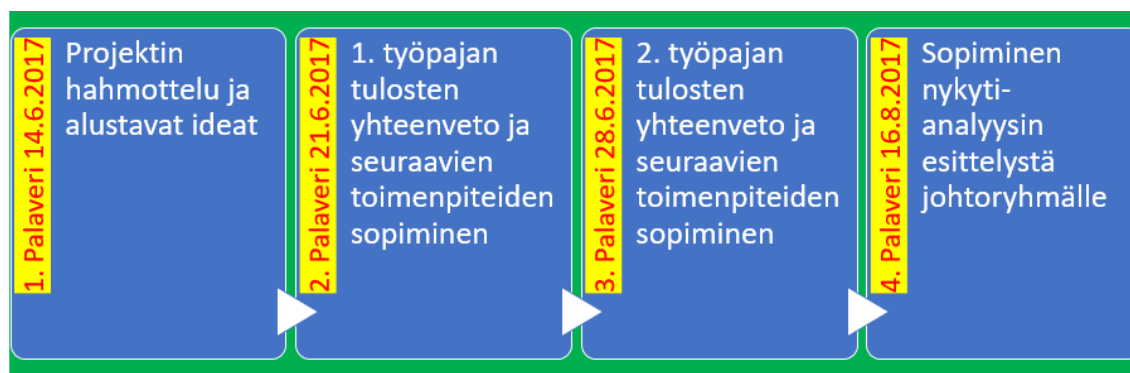 1. Palaveri 14.6.2017
Projektin
hahmottelu ja
alustavat ideat
2. Palaveri 21.6.2017
1. työpajan
tulosten
yhteenveto ja
seuraavien
toimenpiteiden
sopiminen
3. Palaveri 28.6.2017
2. työpajan
tulosten
yhteenveto ja
seuraavien
toimenpiteiden
sopiminen
4. Palaveri 16.8.2017
Sopiminen
nykyti-
analyysin
esittelystä
johtoryhmälle